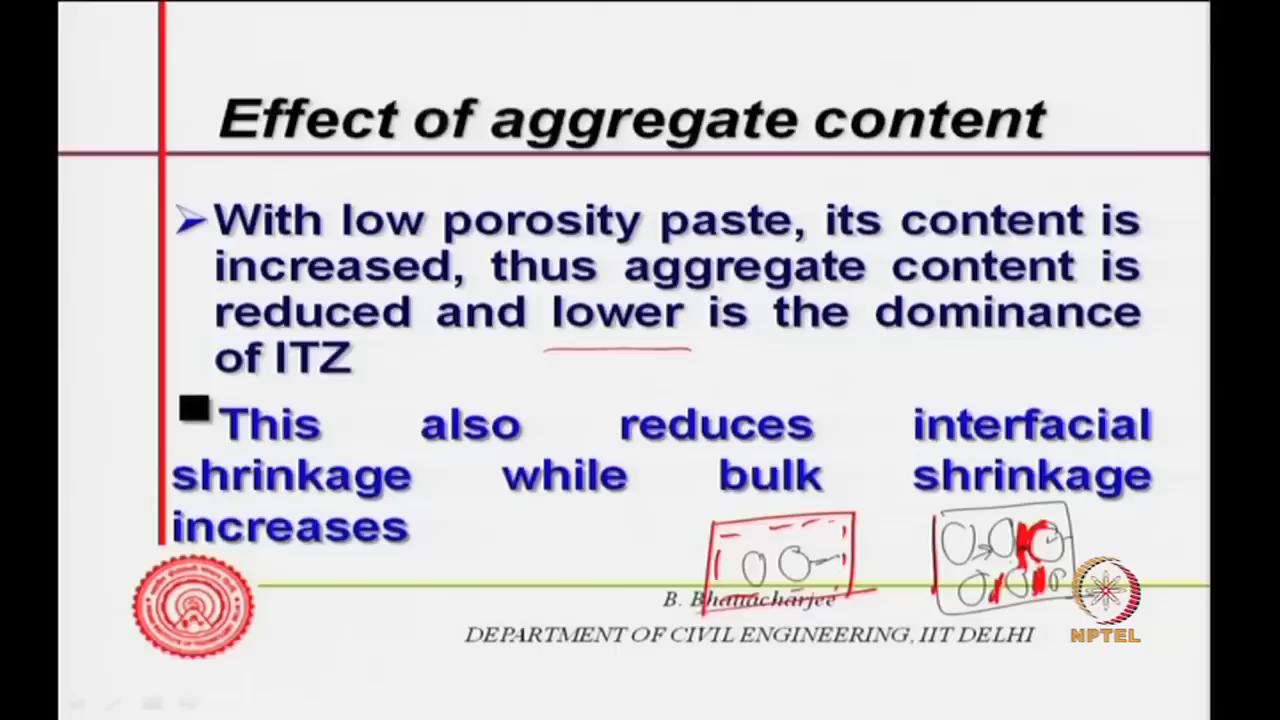 Effect of aggregate content
With low porosity paste, its content is
increased, thus aggregate content is
reduced and lower is the dominance
of ITZ
This also reduces interfacial
shrinkage while bulk shrinkage
increases
B. Bhattacharjee
DEPARTMENT OF CIVIL ENGINEERING, IIT DELHI
NPTEL